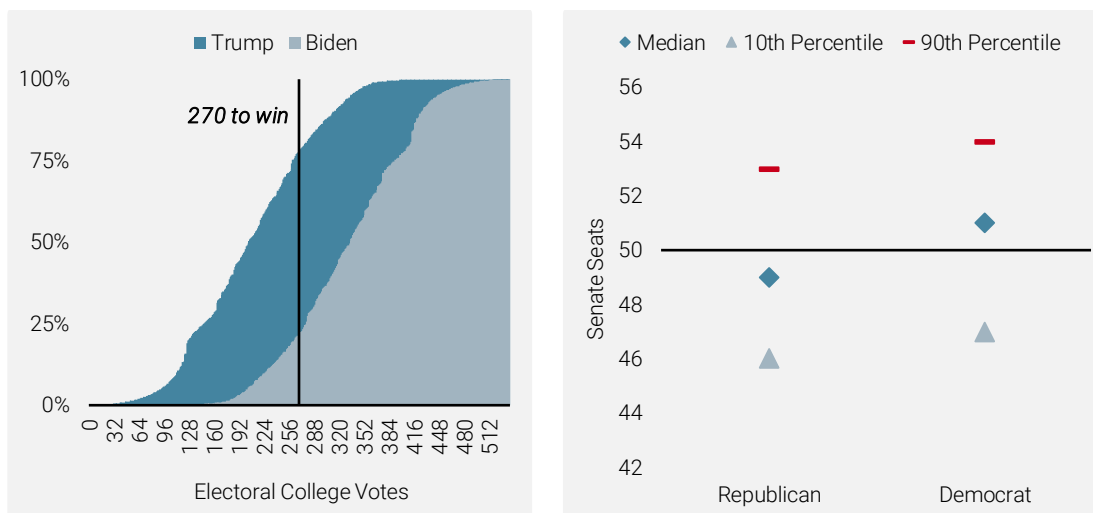 Trump Biden
100%
270 to win
75%
50%
25%
0%
0 32 64 96 128 160 192 224 256 288 320 352 384 416 448 480 512
Electoral College Votes
Median 10th Percentile 90th Percentile
56
54
52
50
48
46
44
42
Senate Seats
Republican Democrat